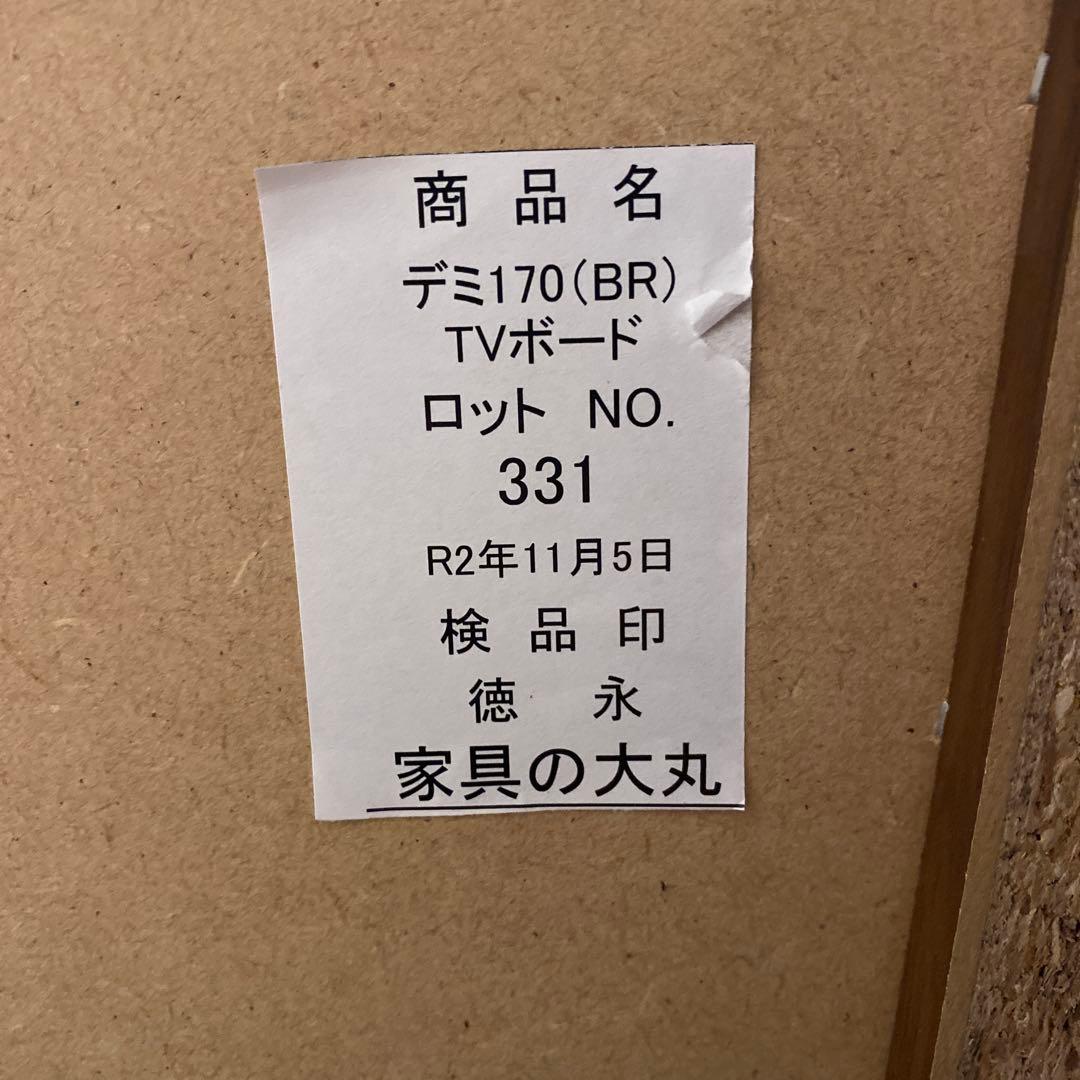 商品名
デミ170(BR)
TVボード
ロット NO.
331
R2年11月5日
検品印
徳永
家具の大丸